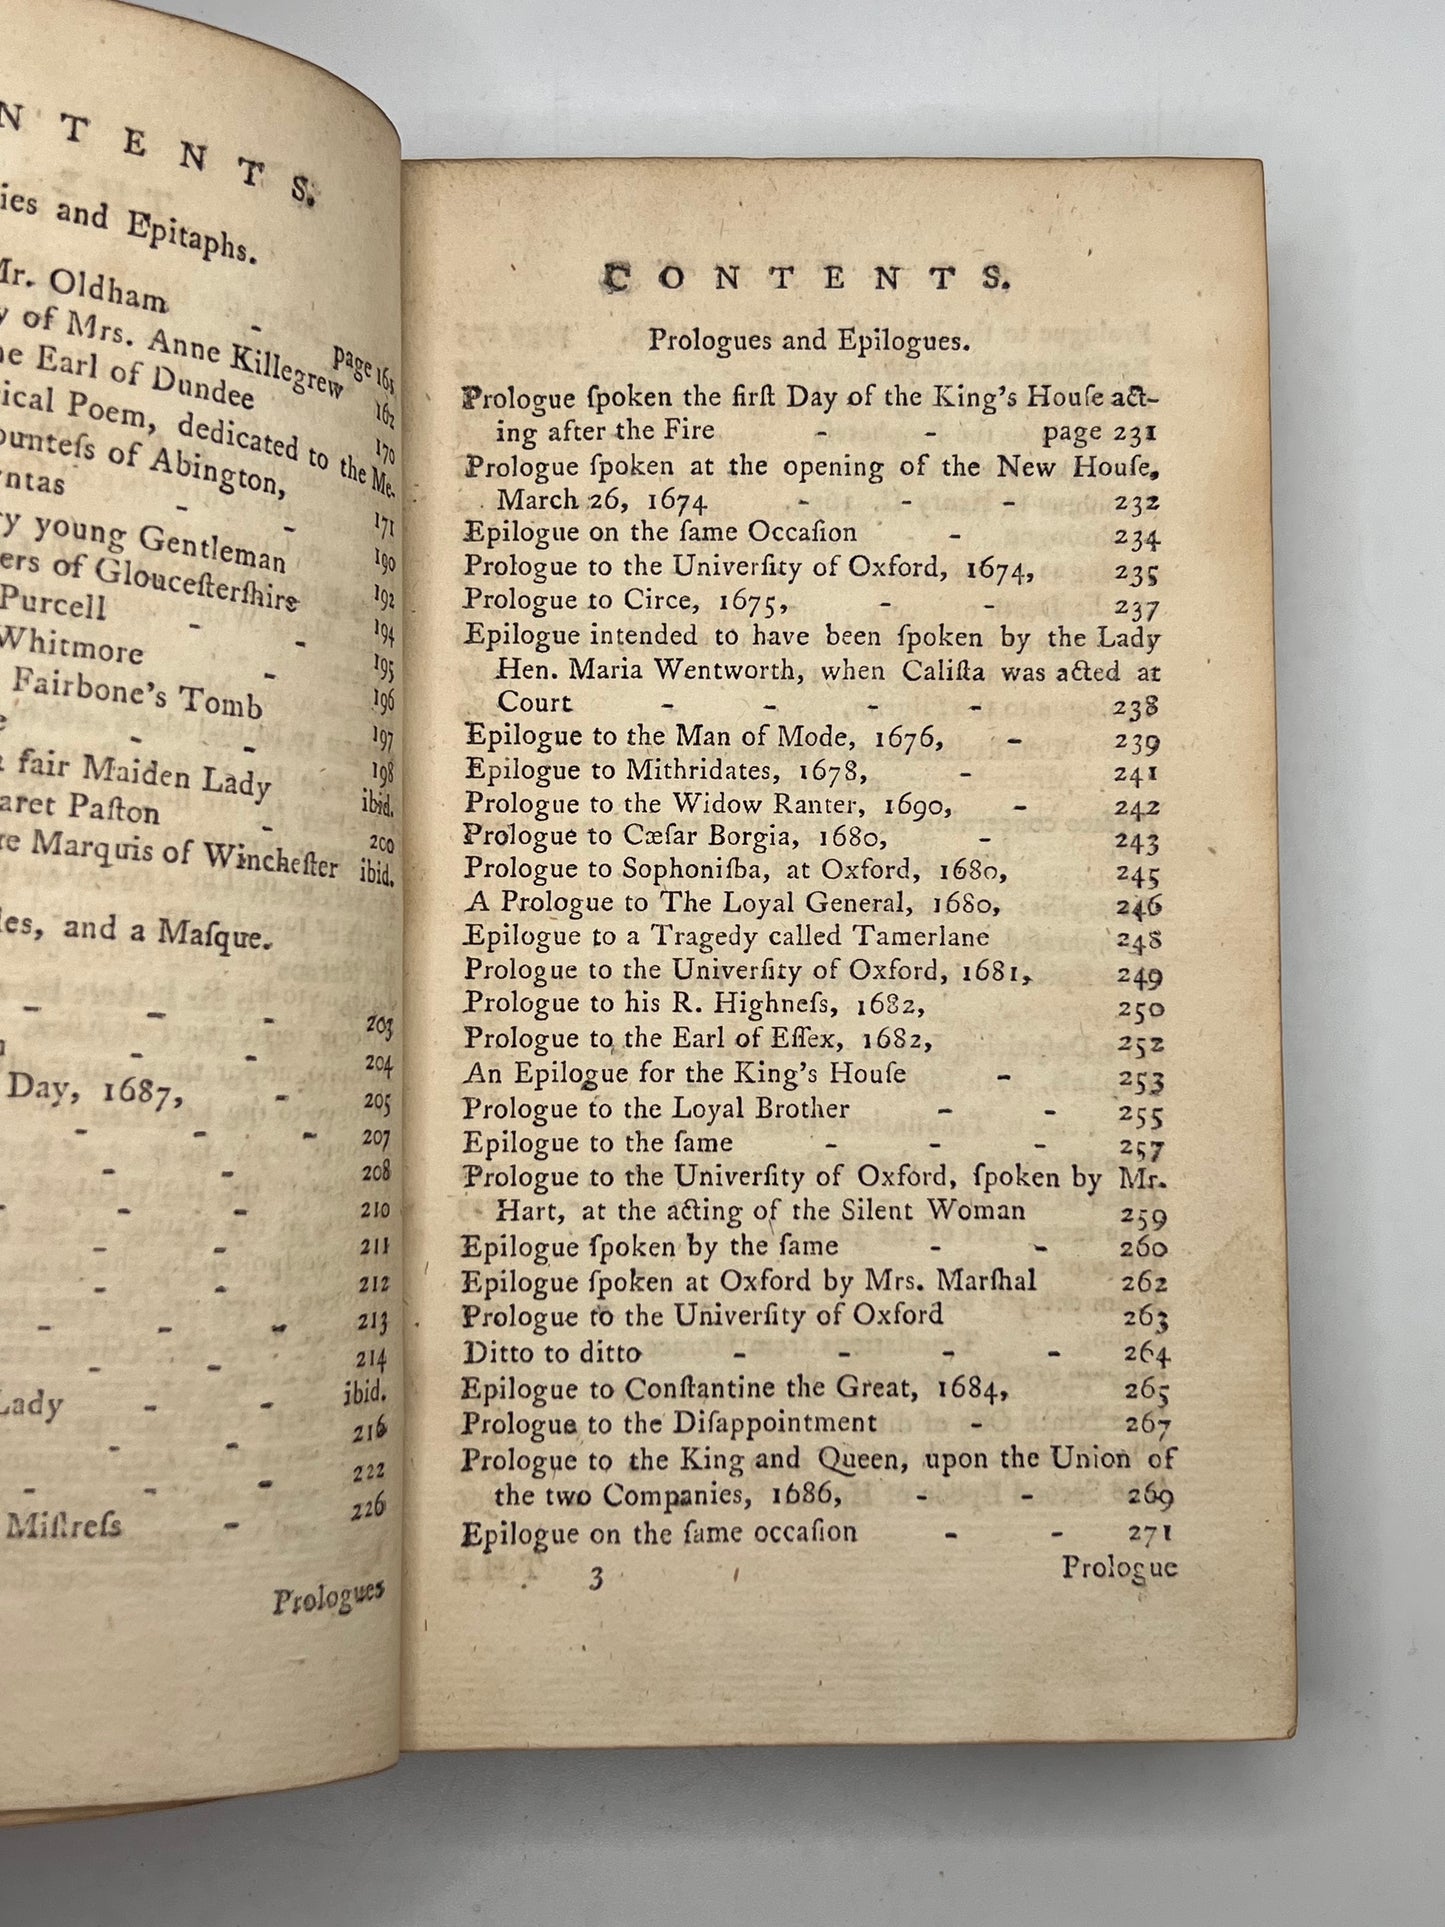 NTENTS.
ies and Epitaphs.
Mr. Oldham - page 165
y of Mrs. Anne Killegrew 162
he Earl of Dundee 170
ical Poem, dedicated to the Me-
ounteſs of Abington, 171
yntas - - 190
ry young Gentleman 192
ers of Glouceſterſhire 194
Purcell - - 195
Whitmore - 196
Fairbone's Tomb 197
e - - 198
a fair Maiden Lady ibid.
aret Paſton - 200
re Marquis of Wincheſter ibid.
les, and a Maſque.
- - - 203
- - 204
Day, 1687, - 205
- - - 207
- - 208
- - - 210
- - 211
- - 212
- - - 213
- - 214
Lady - - ibid.
- - 216
- - - 222
Miſtreſs - 226
Prologues
CONTENTS.
Prologues and Epilogues.
Prologue ſpoken the firſt Day of the King's Houſe act-
ing after the Fire - - page 231
Prologue ſpoken at the opening of the New Houſe,
March 26, 1674 - - - 232
Epilogue on the ſame Occaſion - 234
Prologue to the Univerſity of Oxford, 1674, 235
Prologue to Circe, 1675, - - 237
Epilogue intended to have been ſpoken by the Lady
Hen. Maria Wentworth, when Caliſta was acted at
Court - - - - 238
Epilogue to the Man of Mode, 1676, - 239
Epilogue to Mithridates, 1678, - 241
Prologue to the Widow Ranter, 1690, - 242
Prologue to Cæſar Borgia, 1680, - 243
Prologue to Sophoniſba, at Oxford, 1680, 245
A Prologue to The Loyal General, 1680, 246
Epilogue to a Tragedy called Tamerlane 248
Prologue to the Univerſity of Oxford, 1681, 249
Prologue to his R. Highneſs, 1682, 250
Prologue to the Earl of Eſſex, 1682, 252
An Epilogue for the King's Houſe - 253
Prologue to the Loyal Brother - - 255
Epilogue to the ſame - - - 257
Prologue to the Univerſity of Oxford, ſpoken by Mr.
Hart, at the acting of the Silent Woman 259
Epilogue ſpoken by the ſame - - 260
Epilogue ſpoken at Oxford by Mrs. Marſhal 262
Prologue to the Univerſity of Oxford 263
Ditto to ditto - - - - 264
Epilogue to Conſtantine the Great, 1684, 265
Prologue to the Diſappointment - 267
Prologue to the King and Queen, upon the Union of
the two Companies, 1686, - - 269
Epilogue on the ſame occaſion - - 271
3 Prologue